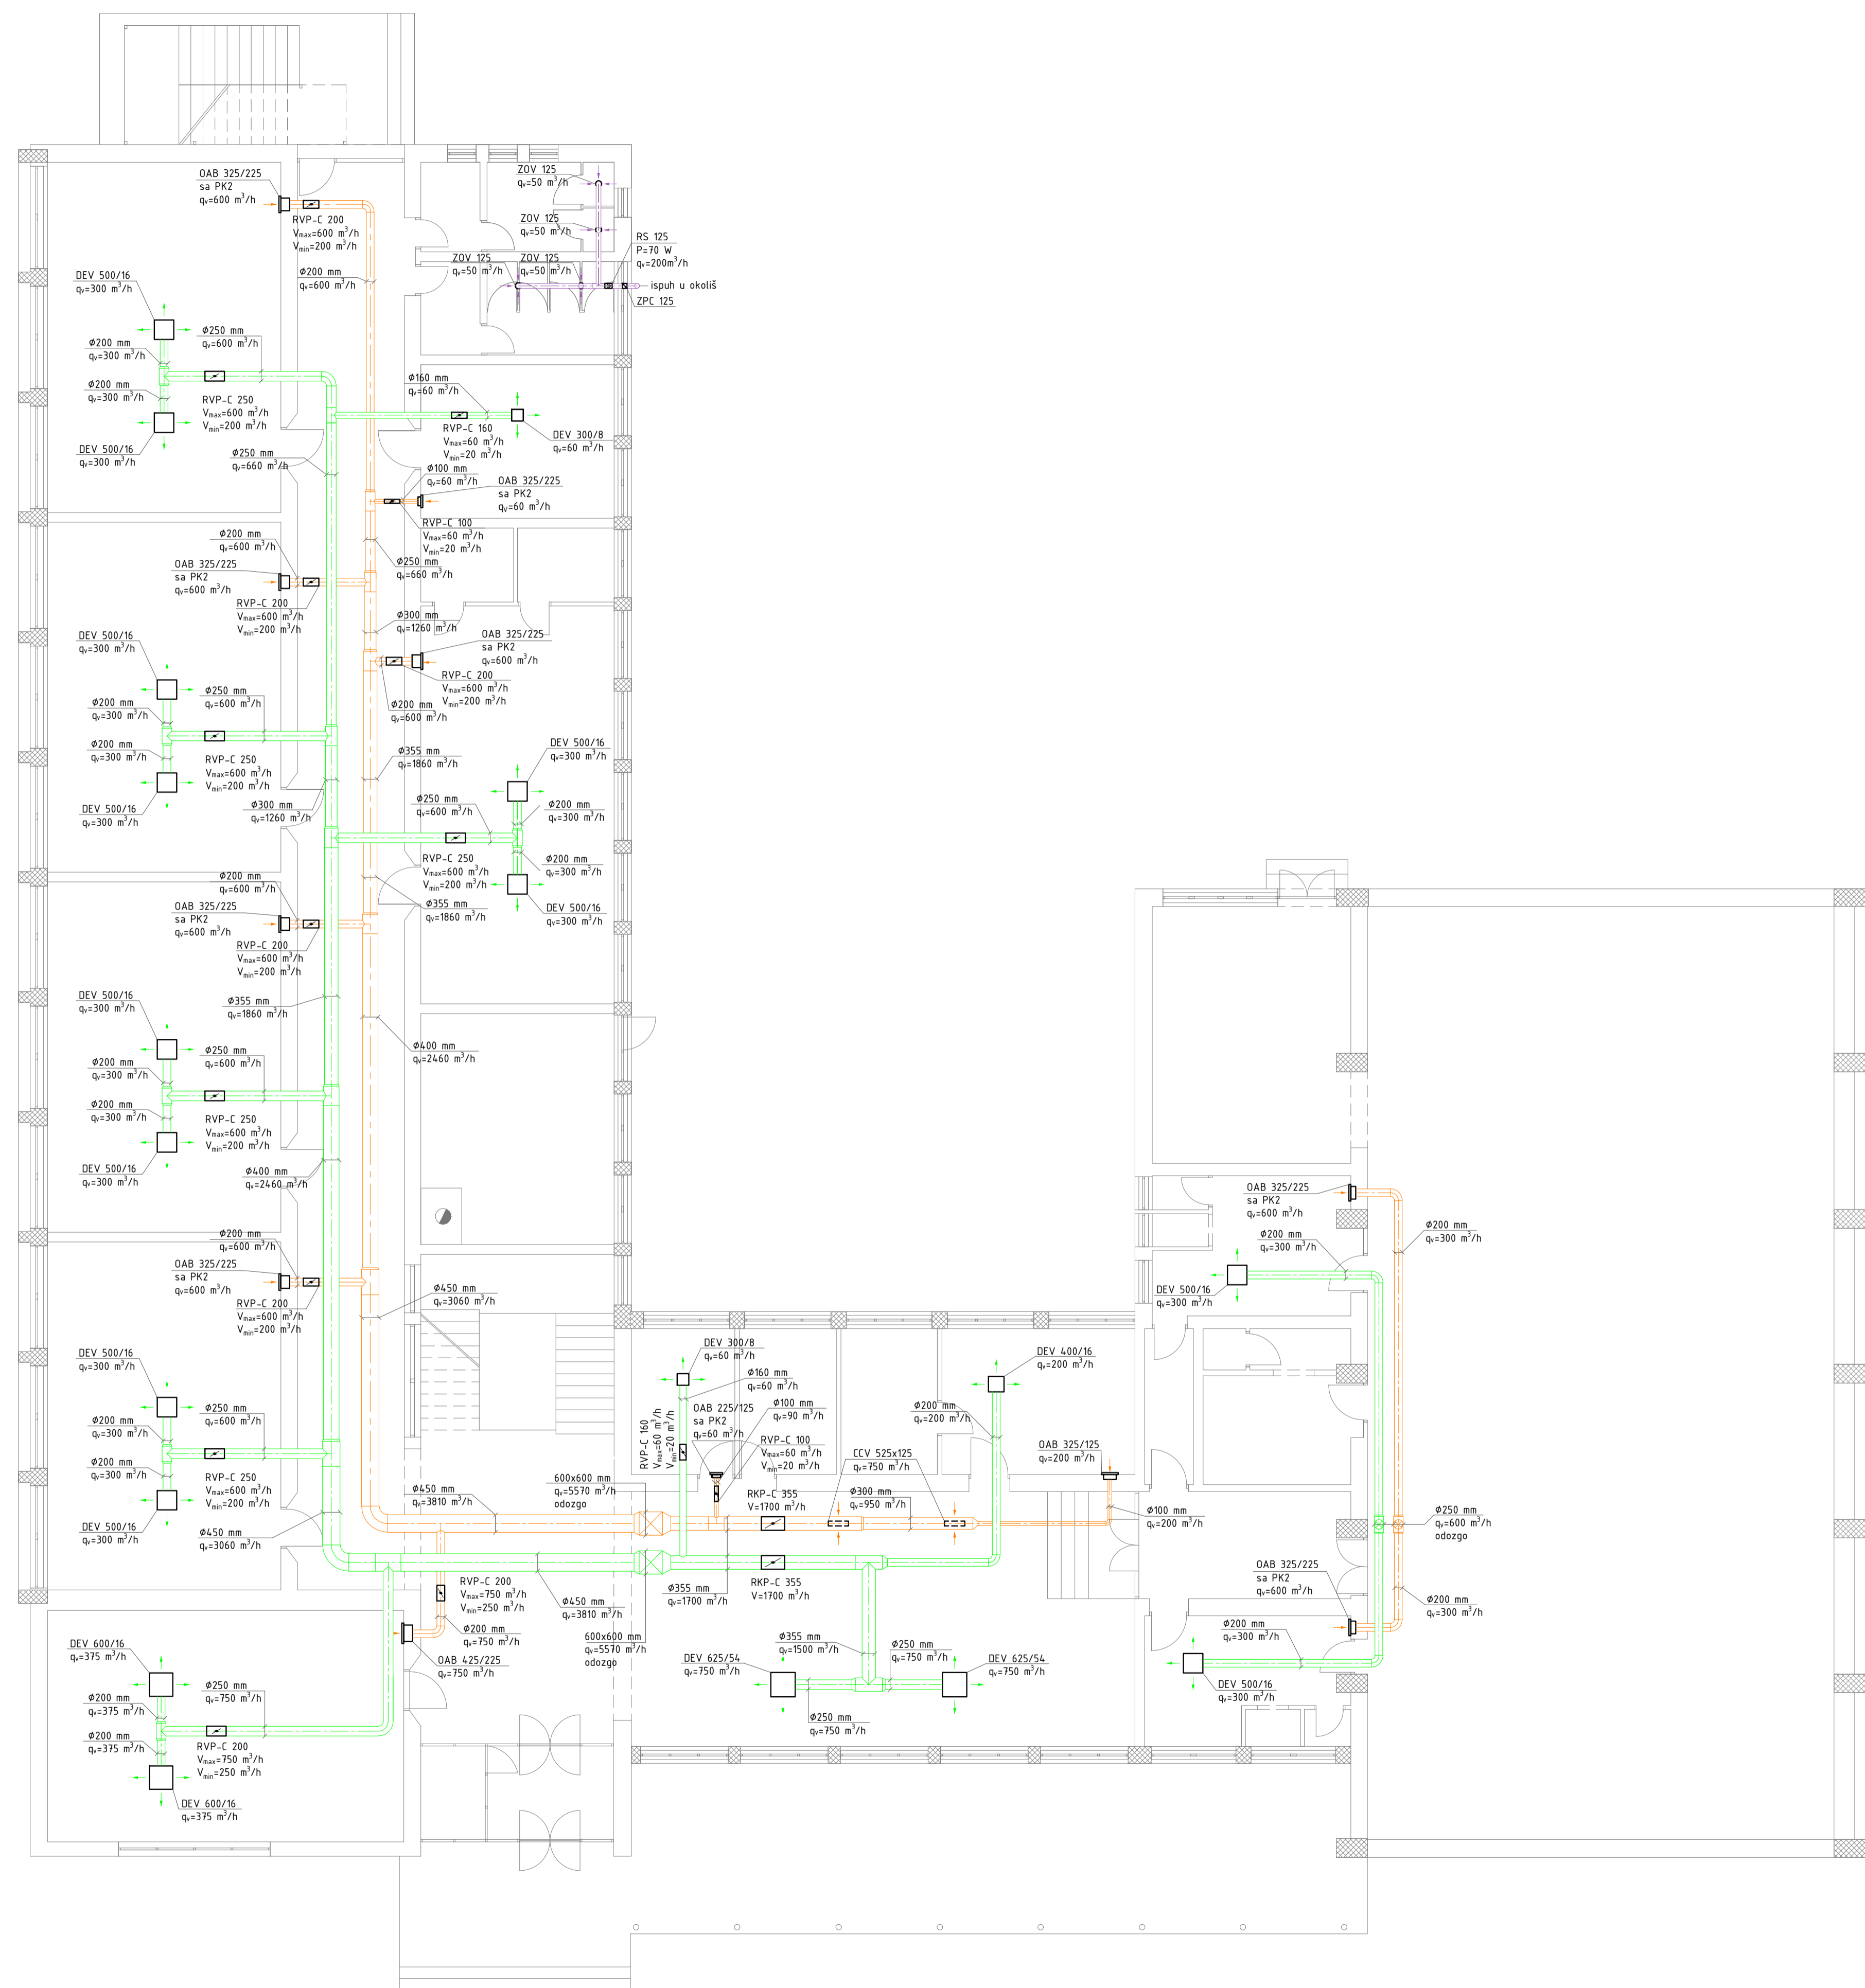 OAB 325/225
sa PK2
qᵥ=600 m³/h
RVP-C 200
Vmax=600 m³/h
Vmin=200 m³/h
ZOV 125
qᵥ=50 m³/h
ZOV 125
qᵥ=50 m³/h
RS 125
P=70 W
qᵥ=200m³/h
ZOV 125
qᵥ=50 m³/h
ZOV 125
qᵥ=50 m³/h
ispuh u okoliš
ZPC 125
Φ200 mm
qᵥ=600 m³/h
DEV 500/16
qᵥ=300 m³/h
Φ250 mm
qᵥ=600 m³/h
Φ200 mm
qᵥ=300 m³/h
Φ200 mm
qᵥ=300 m³/h
RVP-C 250
Vmax=600 m³/h
Vmin=200 m³/h
DEV 500/16
qᵥ=300 m³/h
Φ160 mm
qᵥ=60 m³/h
RVP-C 160
Vmax=60 m³/h
Vmin=20 m³/h
DEV 300/8
qᵥ=60 m³/h
Φ250 mm
qᵥ=660 m³/h
Φ100 mm
qᵥ=60 m³/h
OAB 325/225
sa PK2
qᵥ=60 m³/h
RVP-C 100
Vmax=60 m³/h
Vmin=20 m³/h
Φ200 mm
qᵥ=600 m³/h
OAB 325/225
sa PK2
qᵥ=600 m³/h
RVP-C 200
Vmax=600 m³/h
Vmin=200 m³/h
Φ250 mm
qᵥ=660 m³/h
Φ300 mm
qᵥ=1260 m³/h
OAB 325/225
sa PK2
qᵥ=600 m³/h
RVP-C 200
Vmax=600 m³/h
Vmin=200 m³/h
Φ200 mm
qᵥ=600 m³/h
DEV 500/16
qᵥ=300 m³/h
Φ250 mm
qᵥ=600 m³/h
Φ200 mm
qᵥ=300 m³/h
Φ200 mm
qᵥ=300 m³/h
RVP-C 250
Vmax=600 m³/h
Vmin=200 m³/h
DEV 500/16
qᵥ=300 m³/h
Φ300 mm
qᵥ=1260 m³/h
Φ355 mm
qᵥ=1860 m³/h
DEV 500/16
qᵥ=300 m³/h
Φ250 mm
qᵥ=600 m³/h
Φ200 mm
qᵥ=300 m³/h
RVP-C 250
Vmax=600 m³/h
Vmin=200 m³/h
Φ200 mm
qᵥ=300 m³/h
DEV 500/16
qᵥ=300 m³/h
Φ355 mm
qᵥ=1860 m³/h
Φ200 mm
qᵥ=600 m³/h
OAB 325/225
sa PK2
qᵥ=600 m³/h
RVP-C 200
Vmax=600 m³/h
Vmin=200 m³/h
DEV 500/16
qᵥ=300 m³/h
Φ355 mm
qᵥ=1860 m³/h
Φ400 mm
qᵥ=2460 m³/h
Φ250 mm
qᵥ=600 m³/h
Φ200 mm
qᵥ=300 m³/h
Φ200 mm
qᵥ=300 m³/h
RVP-C 250
Vmax=600 m³/h
Vmin=200 m³/h
DEV 500/16
qᵥ=300 m³/h
Φ400 mm
qᵥ=2460 m³/h
Φ200 mm
qᵥ=600 m³/h
OAB 325/225
sa PK2
qᵥ=600 m³/h
RVP-C 200
Vmax=600 m³/h
Vmin=200 m³/h
Φ450 mm
qᵥ=3060 m³/h
DEV 500/16
qᵥ=300 m³/h
Φ250 mm
qᵥ=600 m³/h
Φ200 mm
qᵥ=300 m³/h
Φ200 mm
qᵥ=300 m³/h
RVP-C 250
Vmax=600 m³/h
Vmin=200 m³/h
DEV 500/16
qᵥ=300 m³/h
Φ450 mm
qᵥ=3060 m³/h
Φ450 mm
qᵥ=3810 m³/h
600x600 mm
qᵥ=5570 m³/h
odozgo
RVP-C 160
Vmax=60 m³/h
Vmin=20 m³/h
DEV 300/8
qᵥ=60 m³/h
Φ160 mm
qᵥ=60 m³/h
OAB 225/125
sa PK2
qᵥ=60 m³/h
Φ100 mm
qᵥ=90 m³/h
RVP-C 100
Vmax=60 m³/h
Vmin=20 m³/h
RKP-C 355
V=1700 m³/h
CCV 525x125
qᵥ=750 m³/h
Φ300 mm
qᵥ=950 m³/h
Φ200 mm
qᵥ=200 m³/h
DEV 400/16
qᵥ=200 m³/h
OAB 325/125
qᵥ=200 m³/h
Φ100 mm
qᵥ=200 m³/h
RVP-C 200
Vmax=750 m³/h
Vmin=250 m³/h
Φ450 mm
qᵥ=3810 m³/h
Φ355 mm
qᵥ=1700 m³/h
RKP-C 355
V=1700 m³/h
Φ200 mm
qᵥ=750 m³/h
OAB 425/225
qᵥ=750 m³/h
600x600 mm
qᵥ=5570 m³/h
odozgo
DEV 625/54
qᵥ=750 m³/h
Φ355 mm
qᵥ=1500 m³/h
Φ250 mm
qᵥ=750 m³/h
DEV 625/54
qᵥ=750 m³/h
Φ250 mm
qᵥ=750 m³/h
DEV 600/16
qᵥ=375 m³/h
Φ250 mm
qᵥ=750 m³/h
Φ200 mm
qᵥ=375 m³/h
Φ200 mm
qᵥ=375 m³/h
RVP-C 200
Vmax=750 m³/h
Vmin=250 m³/h
DEV 600/16
qᵥ=375 m³/h
OAB 325/225
sa PK2
qᵥ=600 m³/h
Φ200 mm
qᵥ=300 m³/h
Φ200 mm
qᵥ=300 m³/h
DEV 500/16
qᵥ=300 m³/h
Φ250 mm
qᵥ=600 m³/h
odozgo
OAB 325/225
sa PK2
qᵥ=600 m³/h
Φ200 mm
qᵥ=300 m³/h
Φ200 mm
qᵥ=300 m³/h
DEV 500/16
qᵥ=300 m³/h